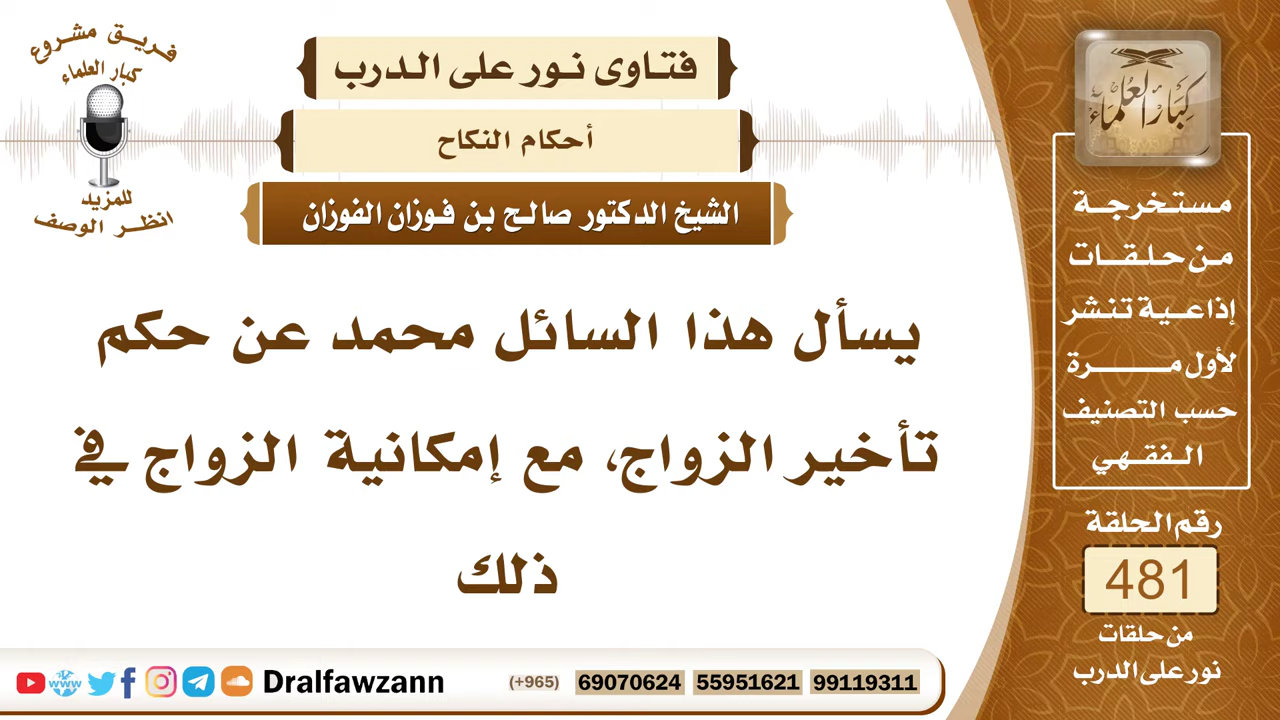 فريق مشروع
كبار العلماء
للمزيد
انظر الوصف
فتاوى نور على الدرب
أحكام النكاح
الشيخ الدكتور صالح بن فوزان الفوزان
يسأل هذا السائل محمد عن حكم
تأخير الزواج، مع إمكانية الزواج في
ذلك
كبار العلماء
مستخرجة
من حلقات
إذاعية تنشر
لأول مرة
حسب التصنيف
الفقهي
رقم الحلقة
481
من حلقات
نور على الدرب
www Dralfawzann (+965) 69070624 55951621 99119311